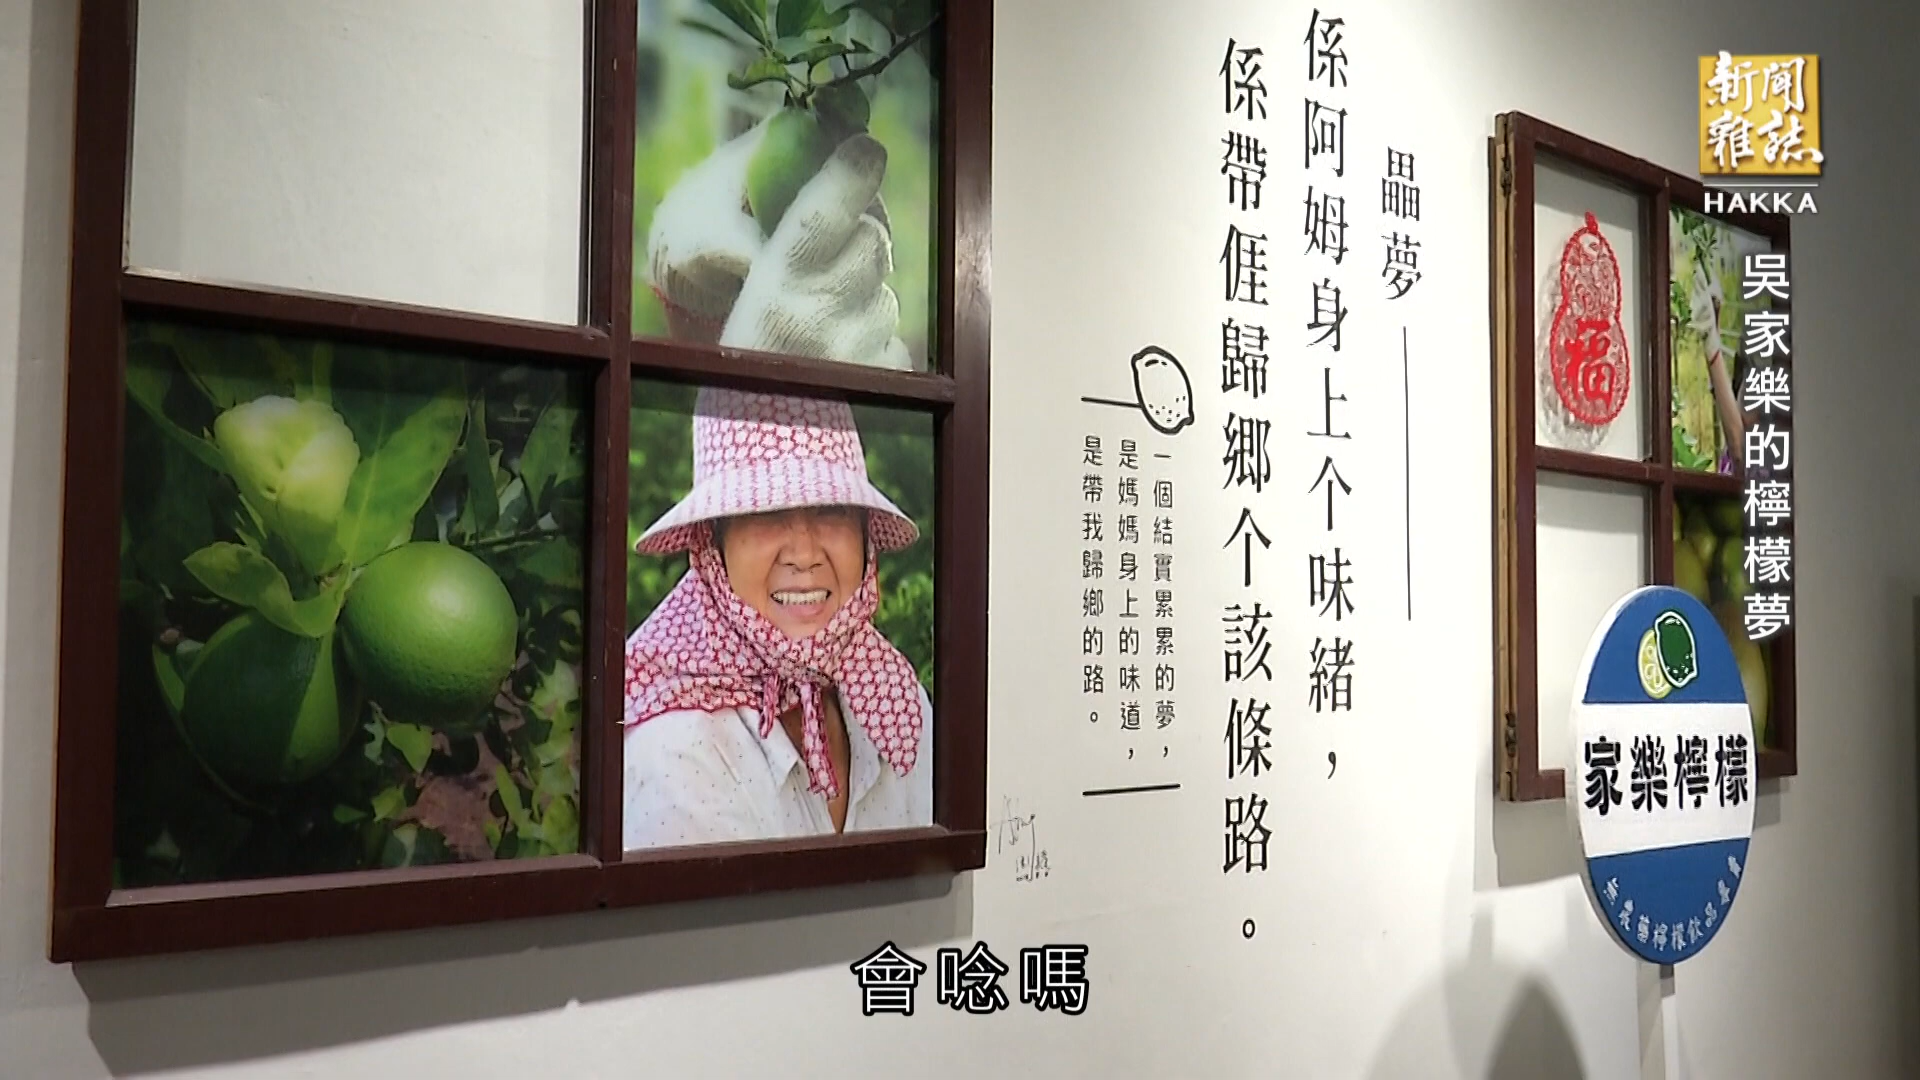 畾夢
係阿姆身上个味緒，
係帶𠊎歸鄉个該條路。
一個結實累累的夢，
是媽媽身上的味道，
是帶我歸鄉的路。
福
家樂檸檬
新聞
雜誌
HAKKA
吳家樂的檸檬夢
會唸嗎